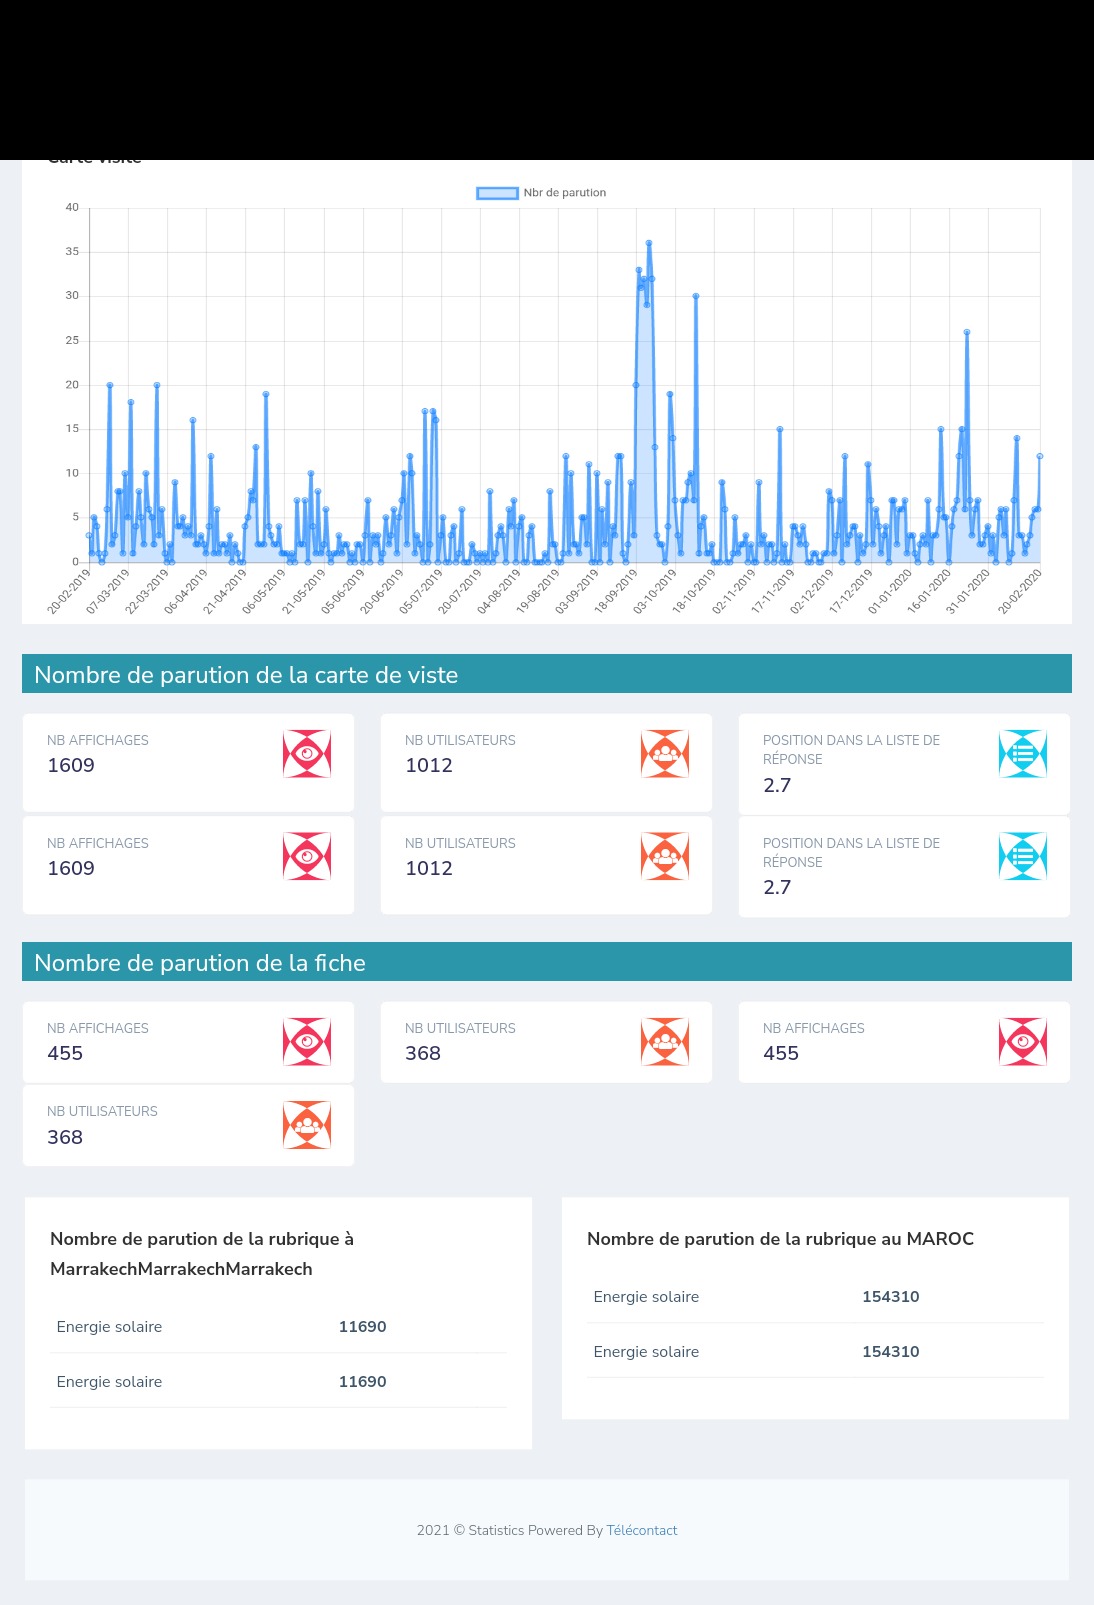 Carte visite
Nbr de parution
40
35
30
25
20
15
10
5
0
20-02-2019
07-03-2019
22-03-2019
06-04-2019
21-04-2019
06-05-2019
21-05-2019
05-06-2019
20-06-2019
05-07-2019
20-07-2019
04-08-2019
19-08-2019
03-09-2019
18-09-2019
03-10-2019
18-10-2019
02-11-2019
17-11-2019
02-12-2019
17-12-2019
01-01-2020
16-01-2020
31-01-2020
20-02-2020
Nombre de parution de la carte de viste
NB AFFICHAGES
1609
NB UTILISATEURS
1012
POSITION DANS LA LISTE DE
RÉPONSE
2.7
NB AFFICHAGES
1609
NB UTILISATEURS
1012
POSITION DANS LA LISTE DE
RÉPONSE
2.7
Nombre de parution de la fiche
NB AFFICHAGES
455
NB UTILISATEURS
368
NB AFFICHAGES
455
NB UTILISATEURS
368
Nombre de parution de la rubrique à
MarrakechMarrakechMarrakech
Energie solaire 11690
Energie solaire 11690
Nombre de parution de la rubrique au MAROC
Energie solaire 154310
Energie solaire 154310
2021 © Statistics Powered By Télécontact